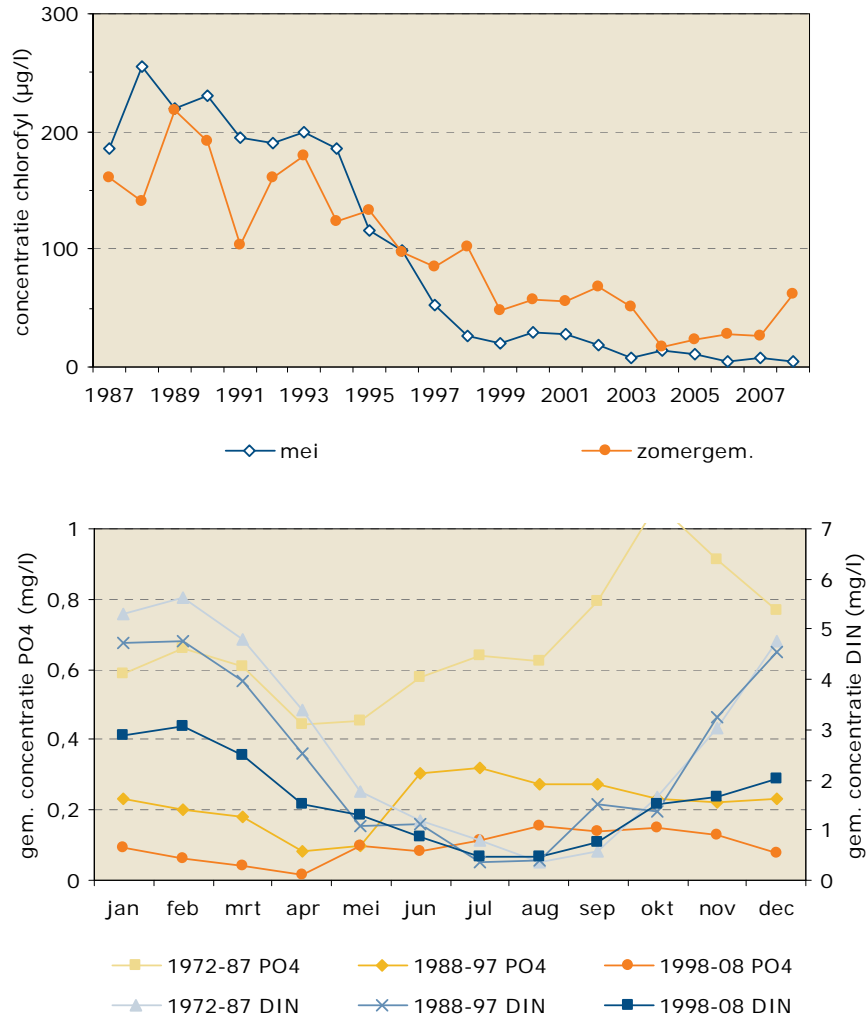 concentratie chlorofyl (µg/l)
300
200
100
0
1987 1989 1991 1993 1995 1997 1999 2001 2003 2005 2007
mei zomergem.
gem. concentratie PO4 (mg/l)
1
0,8
0,6
0,4
0,2
0
7
6
5
4
3
2
1
0
gem. concentratie DIN (mg/l)
jan feb mrt apr mei jun jul aug sep okt nov dec
1972-87 PO4 1988-97 PO4 1998-08 PO4
1972-87 DIN 1988-97 DIN 1998-08 DIN